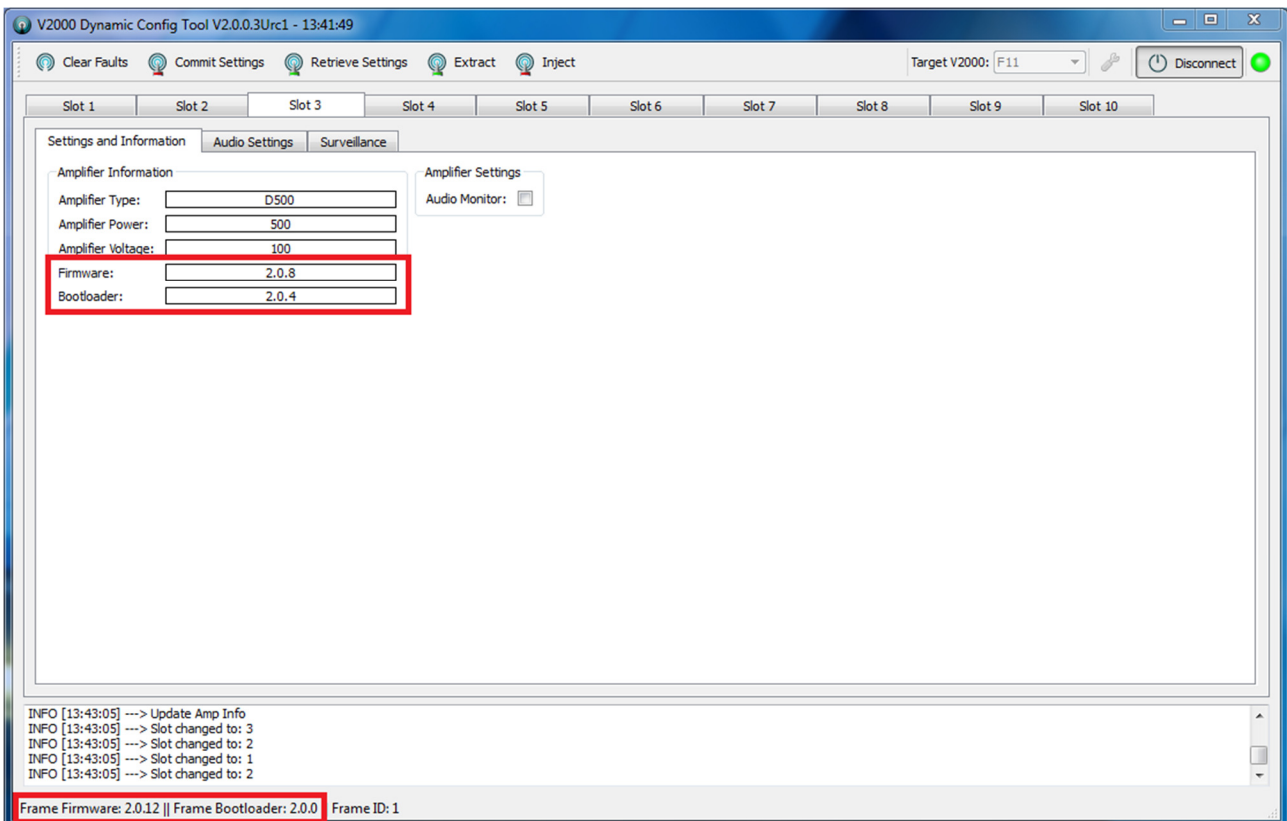 V2000 Dynamic Config Tool V2.0.0.3Urc1 - 13:41:49
Clear Faults Commit Settings Retrieve Settings Extract Inject Target V2000: F11 Disconnect
Slot 1 Slot 2 Slot 3 Slot 4 Slot 5 Slot 6 Slot 7 Slot 8 Slot 9 Slot 10
Settings and Information Audio Settings Surveillance
Amplifier Information Amplifier Settings
Amplifier Type: D500 Audio Monitor:
Amplifier Power: 500
Amplifier Voltage: 100
Firmware: 2.0.8
Bootloader: 2.0.4
INFO [13:43:05] ---> Update Amp Info
INFO [13:43:05] ---> Slot changed to: 3
INFO [13:43:05] ---> Slot changed to: 2
INFO [13:43:05] ---> Slot changed to: 1
INFO [13:43:05] ---> Slot changed to: 2
Frame Firmware: 2.0.12 || Frame Bootloader: 2.0.0 Frame ID: 1